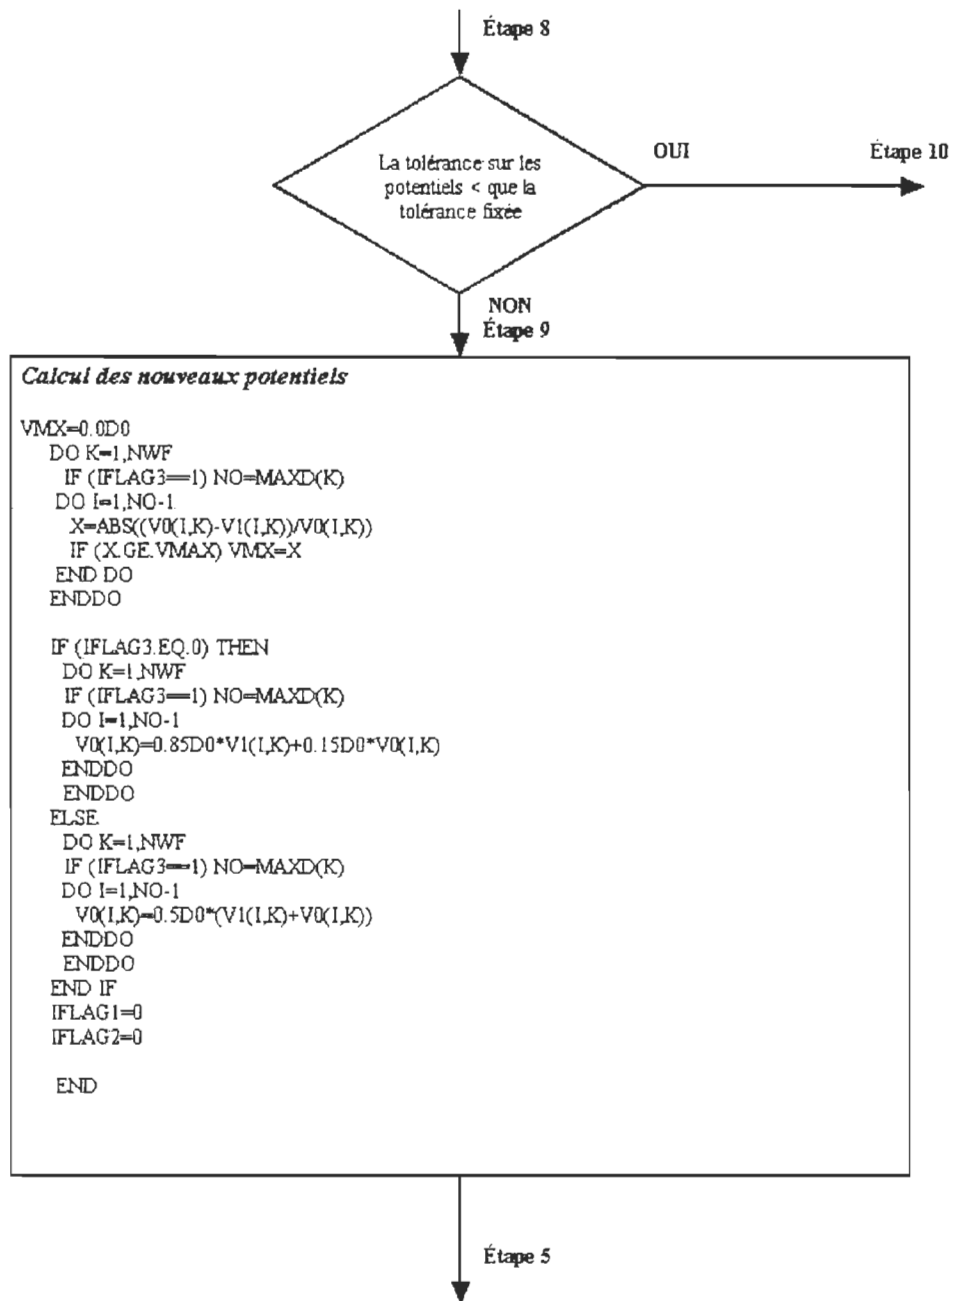 Étape 8
La tolérance sur les
potentiels < que la
tolérance fixée
OUI
Étape 10
NON
Étape 9
Calcul des nouveaux potentiels
VMX=0.0D0
DO K=1,NWF
IF (IFLAG3==1) NO=MAXD(K)
DO I=1,NO-1
X=ABS((V0(I,K)-V1(I,K))/V0(I,K))
IF (X.GE.VMAX) VMX=X
END DO
ENDDO
IF (IFLAG3.EQ.0) THEN
DO K=1,NWF
IF (IFLAG3==1) NO=MAXD(K)
DO I=1,NO-1
V0(I,K)=0.85D0*V1(I,K)+0.15D0*V0(I,K)
ENDDO
ENDDO
ELSE
DO K=1,NWF
IF (IFLAG3==1) NO=MAXD(K)
DO I=1,NO-1
V0(I,K)=0.5D0*(V1(I,K)+V0(I,K))
ENDDO
ENDDO
END IF
IFLAG1=0
IFLAG2=0
END
Étape 5